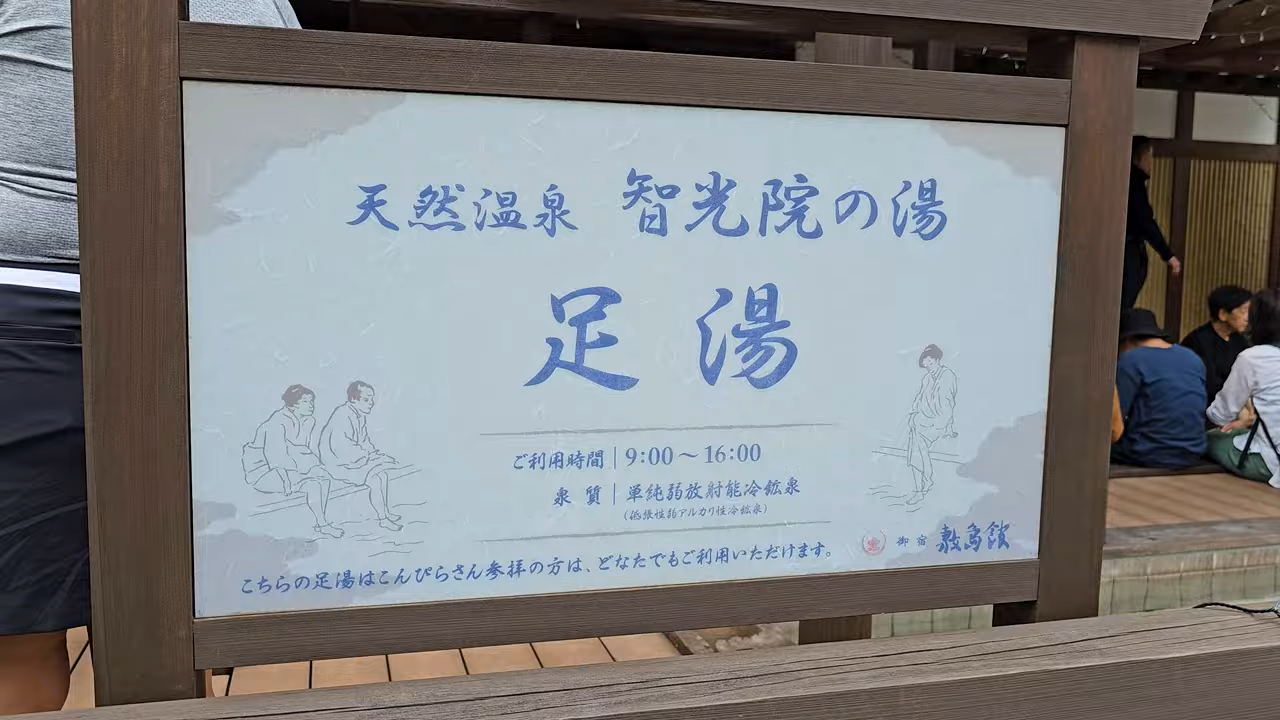 天然温泉 智光院の湯
足湯
ご利用時間 | 9:00～16:00
泉質 | 単純弱放射能冷鉱泉
(低張性弱アルカリ性冷鉱泉)
こちらの足湯はこんぴらさん参拝の方は、どなたでもご利用いただけます。
御宿 敷島館